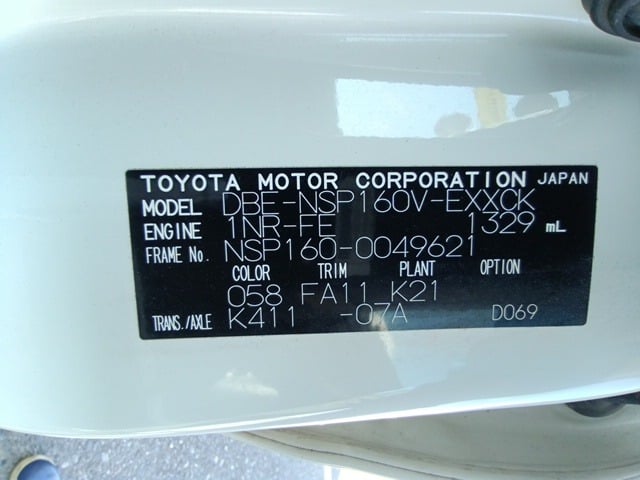 TOYOTA MOTOR CORPORATION JAPAN
MODEL DBE-NSP160V-EXXCK
ENGINE 1NR-FE 1329 mL
FRAME No. NSP160-0049621
COLOR TRIM PLANT OPTION
058 FA11 K21
TRANS./AXLE K411 -07A D069